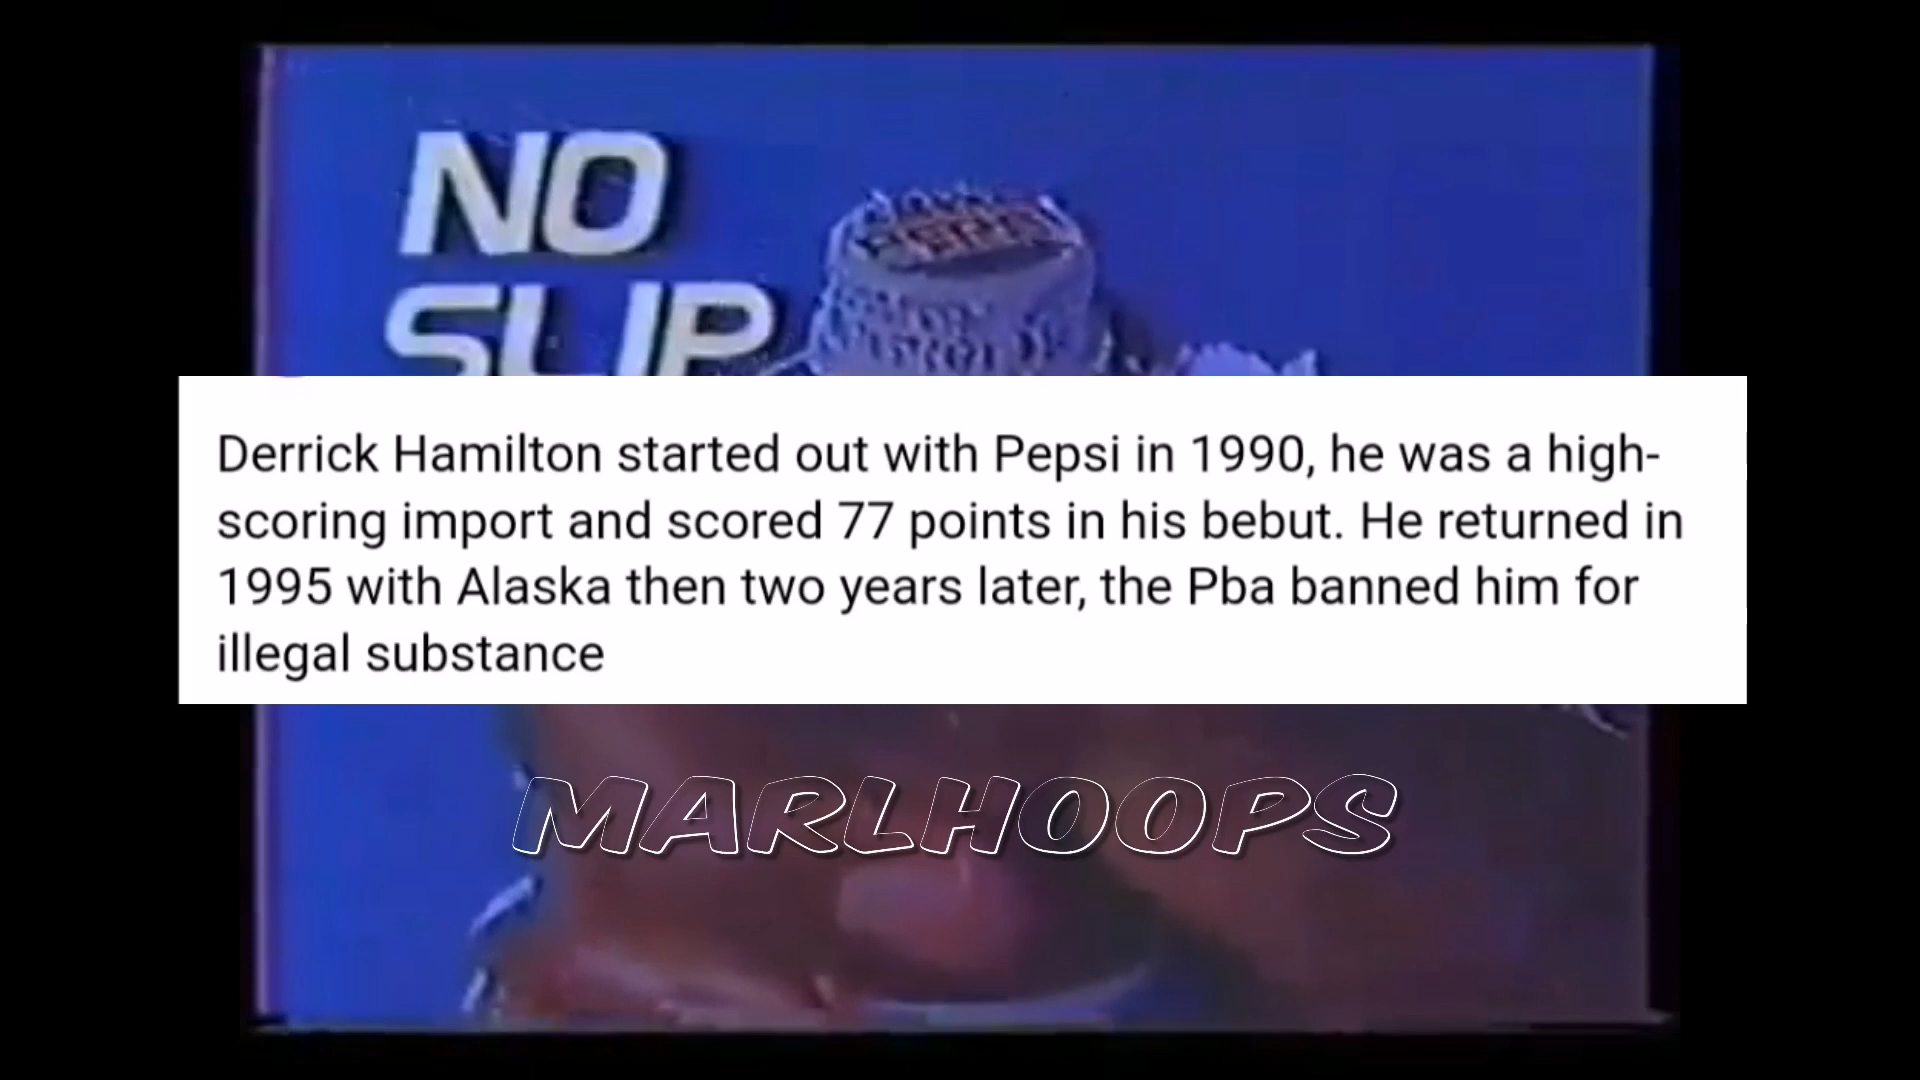 NO
SLIP
PEPSI
Derrick Hamilton started out with Pepsi in 1990, he was a high-
scoring import and scored 77 points in his bebut. He returned in
1995 with Alaska then two years later, the Pba banned him for
illegal substance
MARLHOOPS